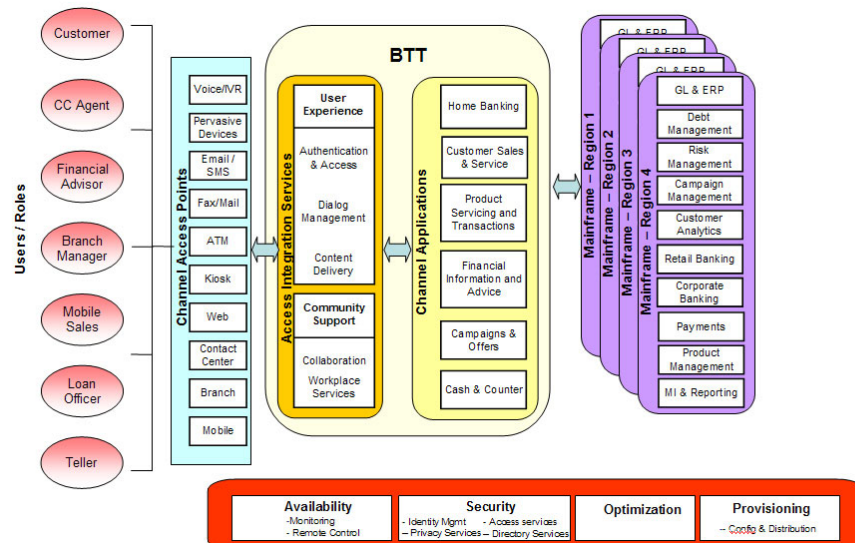 Users / Roles
Customer
CC Agent
Financial
Advisor
Branch
Manager
Mobile
Sales
Loan
Officer
Teller
Channel Access Points
Voice/IVR
Pervasive
Devices
Email /
SMS
Fax/Mail
ATM
Kiosk
Web
Contact
Center
Branch
Mobile
BTT
Access Integration Services
User
Experience
Authentication
& Access
Dialog
Management
Content
Delivery
Community
Support
Collaboration
Workplace
Services
Channel Applications
Home Banking
Customer Sales
& Service
Product
Servicing and
Transactions
Financial
Information and
Advice
Campaigns &
Offers
Cash & Counter
Mainframe – Region 1
GL & ERP
Mainframe – Region 2
GL & ERP
Mainframe – Region 3
GL & ERP
Mainframe – Region 4
GL & ERP
Debt
Management
Risk
Management
Campaign
Management
Customer
Analytics
Retail Banking
Corporate
Banking
Payments
Product
Management
MI & Reporting
Availability
-Monitoring
- Remote Control
Security
- Identity Mgmt - Access services
– Privacy Services – Directory Services
Optimization
Provisioning
– Config & Distribution